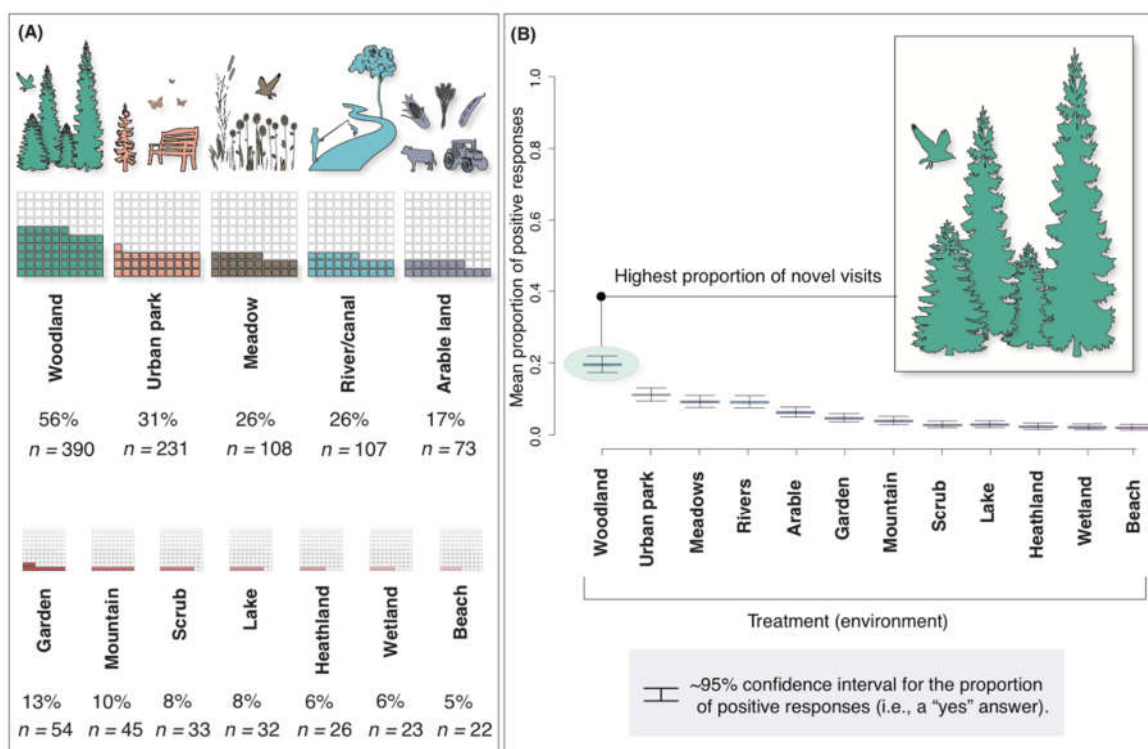 (A)
Woodland
Urban park
Meadow
River/canal
Arable land
56%
31%
26%
26%
17%
n = 390
n = 231
n = 108
n = 107
n = 73
Garden
Mountain
Scrub
Lake
Heathland
Wetland
Beach
13%
10%
8%
8%
6%
6%
5%
n = 54
n = 45
n = 33
n = 32
n = 26
n = 23
n = 22
(B)
Mean proportion of positive responses
1.0
0.8
0.6
0.4
0.2
0.0
Highest proportion of novel visits
Woodland
Urban park
Meadows
Rivers
Arable
Garden
Mountain
Scrub
Lake
Heathland
Wetland
Beach
Treatment (environment)
~95% confidence interval for the proportion
of positive responses (i.e., a “yes” answer).